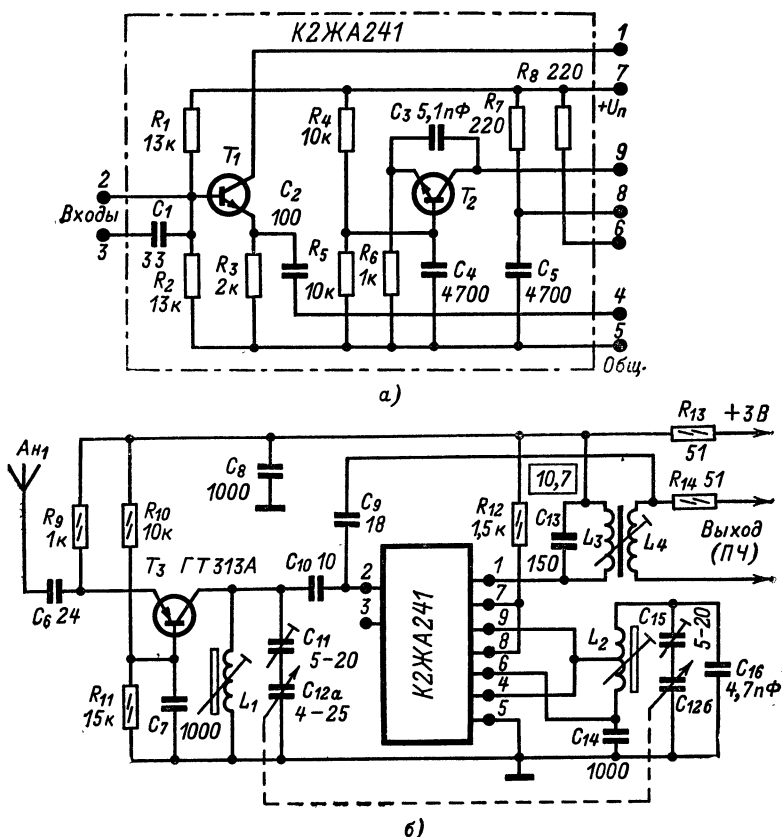 К2ЖА241
1
R8 220
7
+Uп
R1
13к
R4
10к
C3 5,1пФ
R7
220
T1
T2
9
2
Входы
C1
33
3
C2
100
8
6
R2
13к
R3
2к
R5
10к
R6
1к
C4
4700
C5
4700
4
5
Общ.
а)
Ан1
R13
51
+3В
C8
1000
R9
1к
R10
10к
C9
18
R12
1,5к
10,7
C13
150
L3
L4
R14 51
Выход
(ПЧ)
T3 ГТ313А
C10 10
2
3
К2ЖА241
1
7
9
8
6
4
5
C6 24
C11
5-20
C12а
4-25
L1
L2
C15
5-20
C12б
C16
4,7пФ
R11
15к
C7
1000
C14
1000
б)